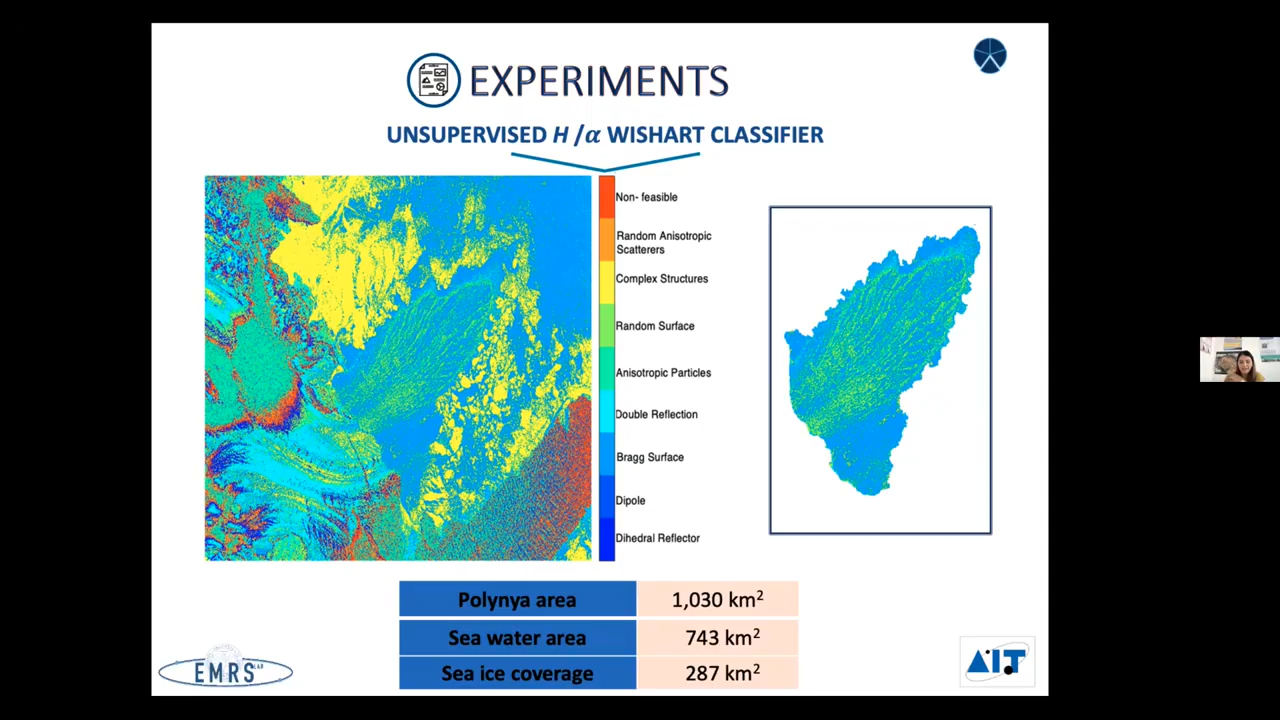 EXPERIMENTS
UNSUPERVISED H /α WISHART CLASSIFIER
Non- feasible
Random Anisotropic
Scatterers
Complex Structures
Random Surface
Anisotropic Particles
Double Reflection
Bragg Surface
Dipole
Dihedral Reflector
Polynya area 1,030 km²
Sea water area 743 km²
Sea ice coverage 287 km²
EMRS LAB
AIT